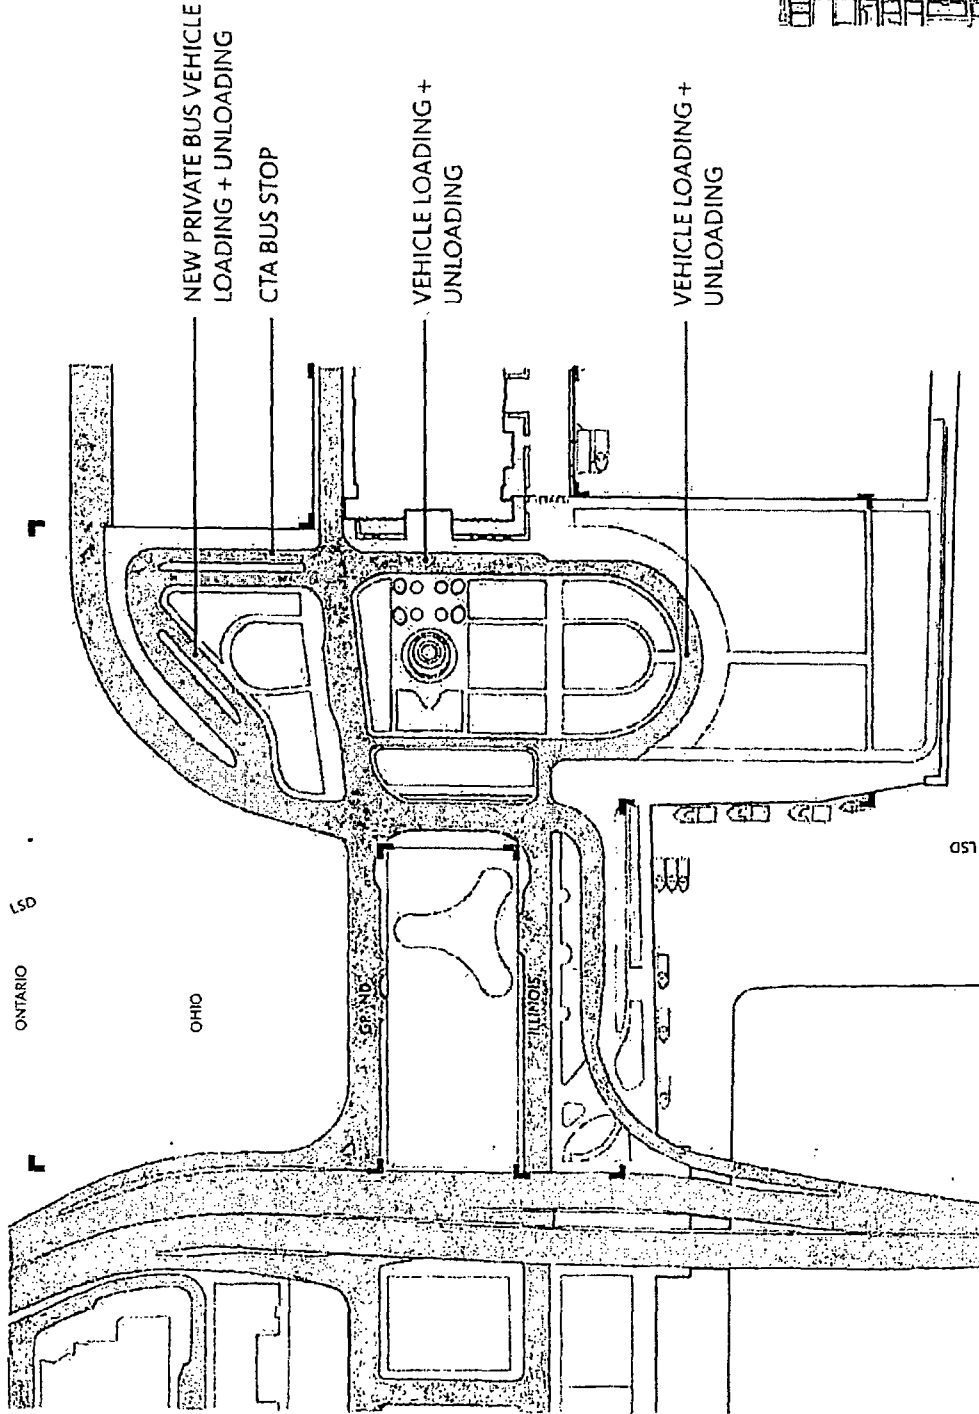 NEW PRIVATE BUS VEHICLE
LOADING + UNLOADING
CTA BUS STOP
VEHICLE LOADING +
UNLOADING
VEHICLE LOADING +
UNLOADING
ONTARIO
LSD
OHIO
GRAND
ILLINOIS
LSD